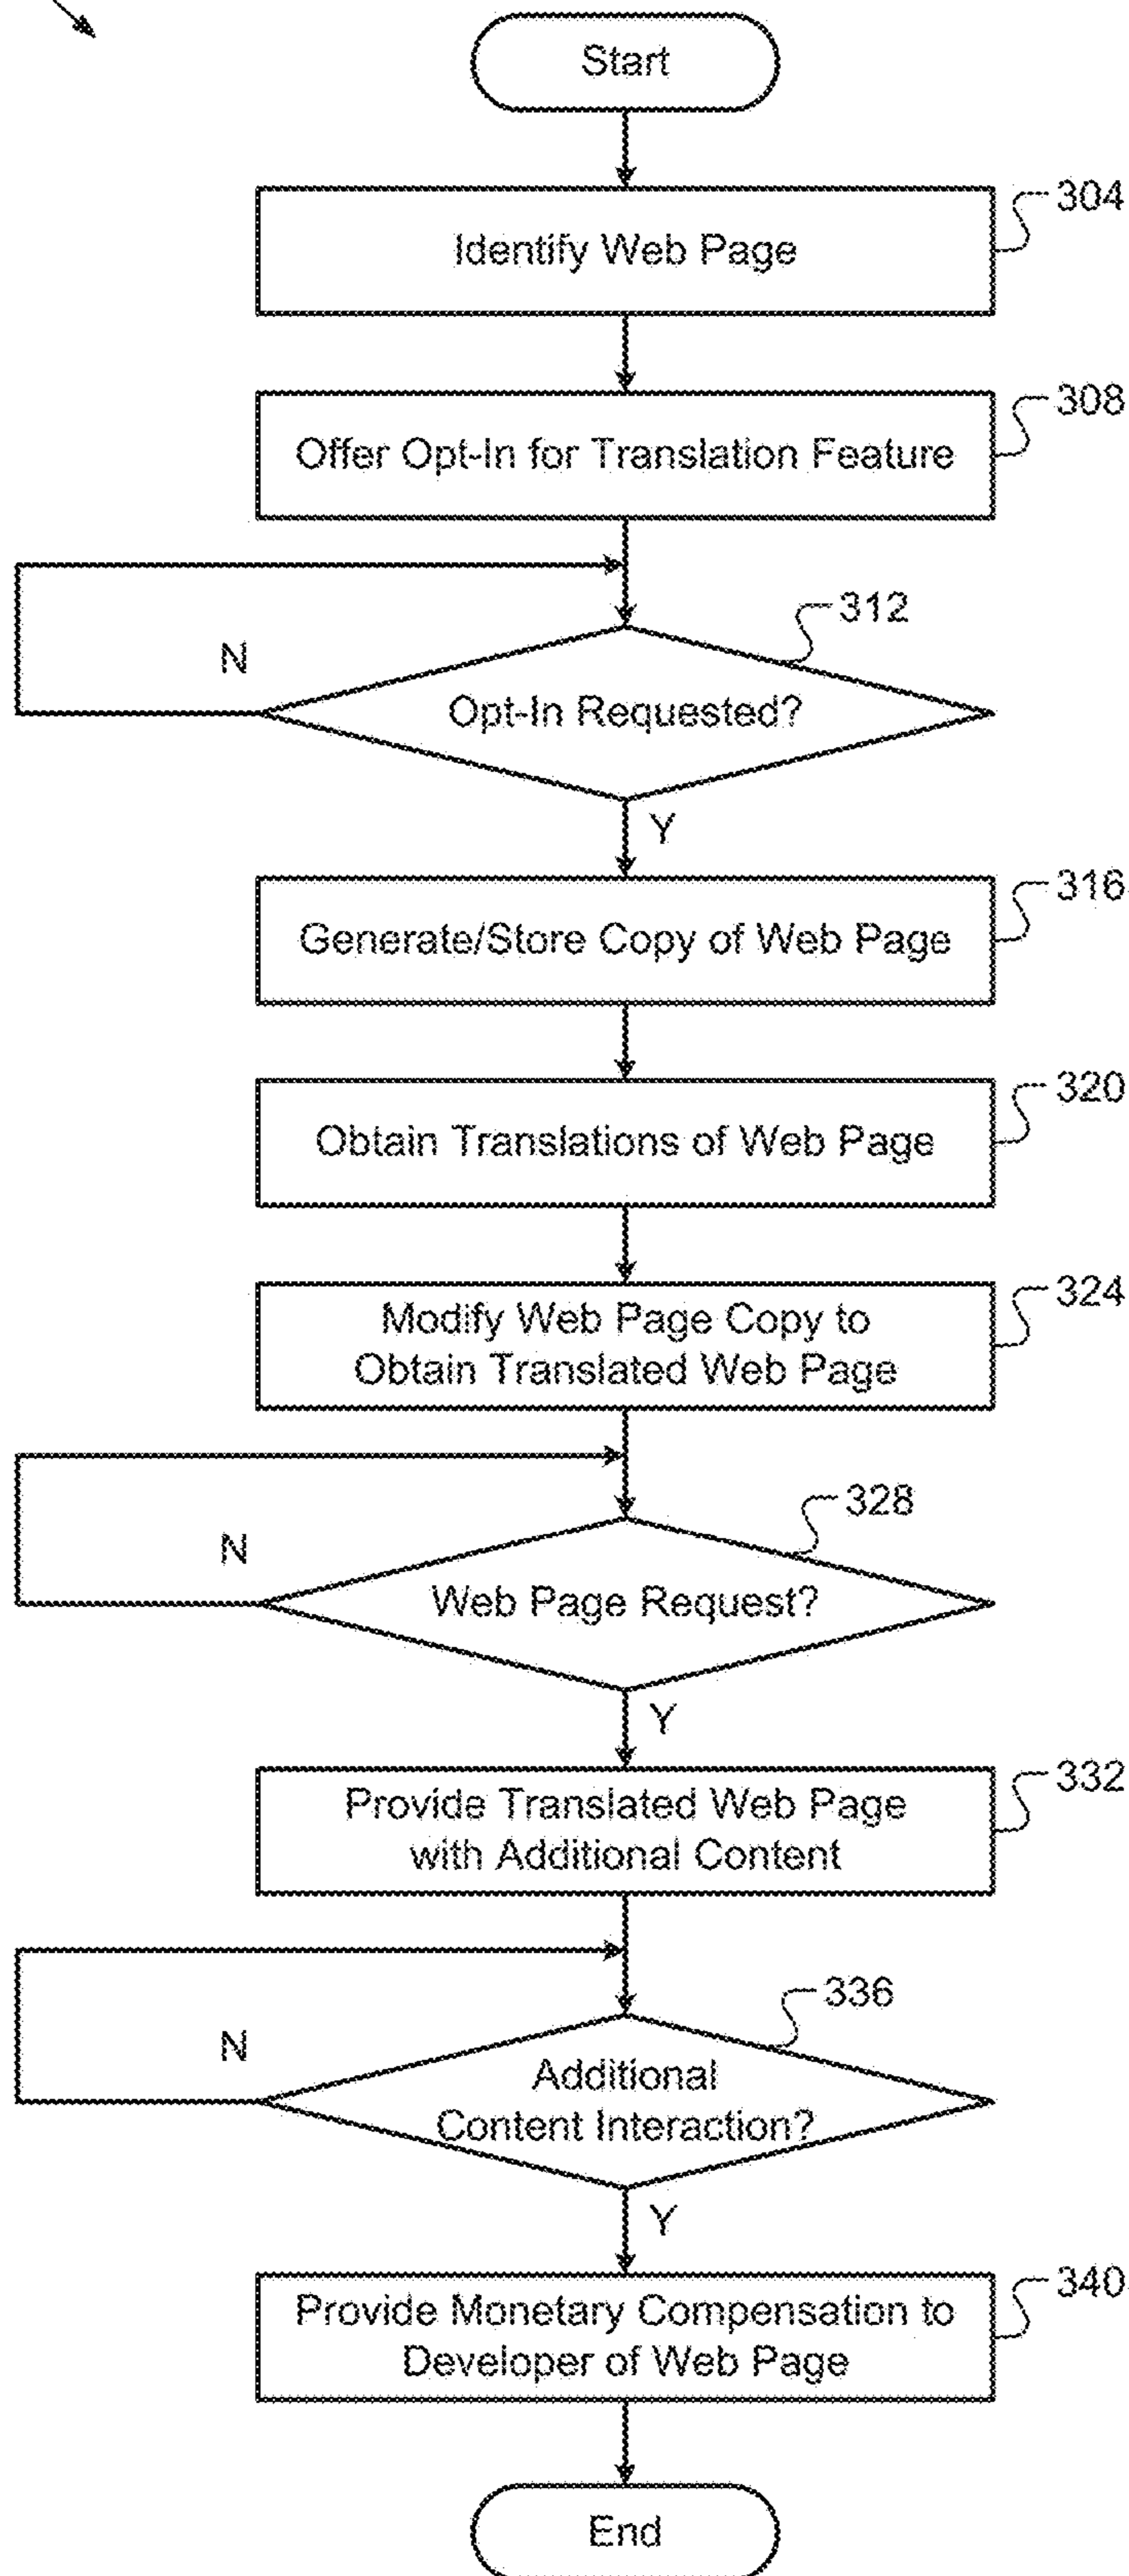 Start
Identify Web Page
304
Offer Opt-In for Translation Feature
308
312
N
Opt-In Requested?
Y
Generate/Store Copy of Web Page
316
Obtain Translations of Web Page
320
Modify Web Page Copy to
Obtain Translated Web Page
324
328
N
Web Page Request?
Y
Provide Translated Web Page
with Additional Content
332
336
N
Additional
Content Interaction?
Y
Provide Monetary Compensation to
Developer of Web Page
340
End